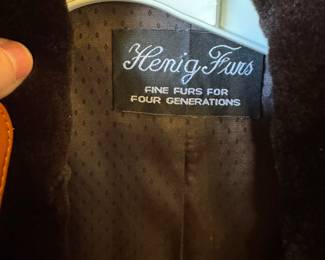 Henig Furs
FINE FURS FOR
FOUR GENERATIONS